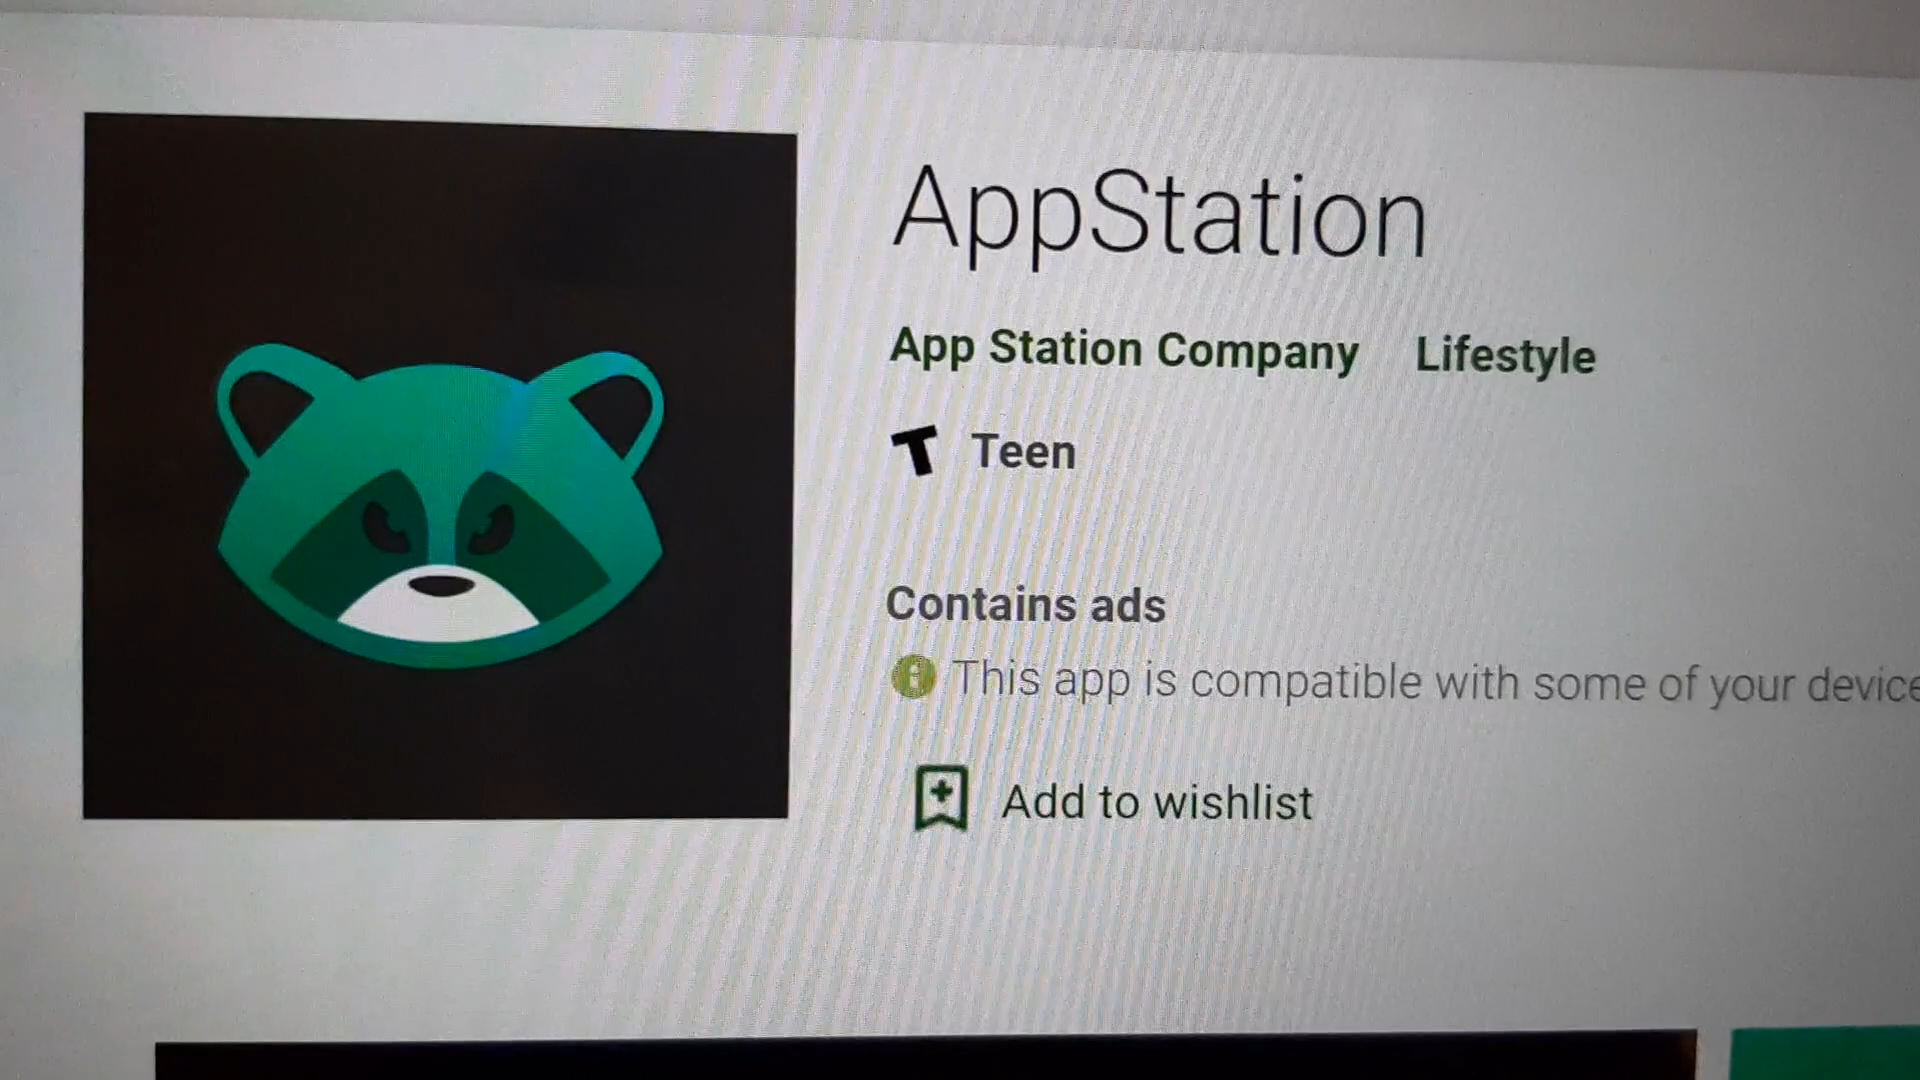 AppStation
App Station Company Lifestyle
T Teen
Contains ads
This app is compatible with some of your device
Add to wishlist